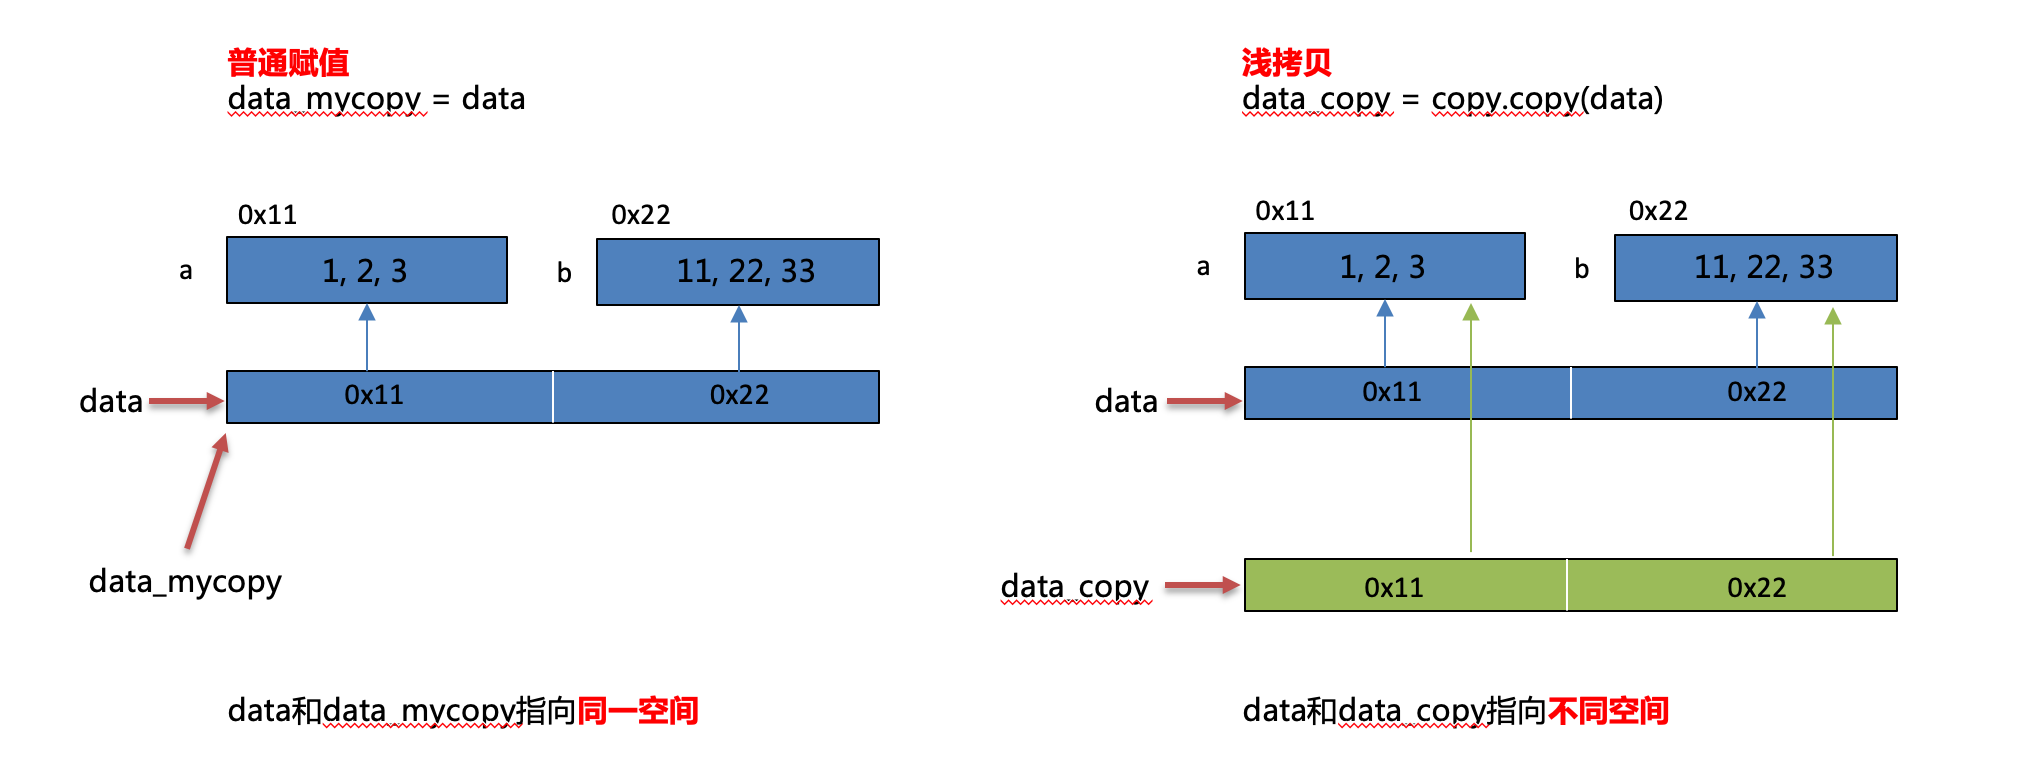 普通赋值
data_mycopy = data
0x11
0x22
a
1, 2, 3
b
11, 22, 33
data
0x11
0x22
data_mycopy
data和data_mycopy指向同一空间
浅拷贝
data_copy = copy.copy(data)
0x11
0x22
a
1, 2, 3
b
11, 22, 33
data
0x11
0x22
data_copy
0x11
0x22
data和data_copy指向不同空间